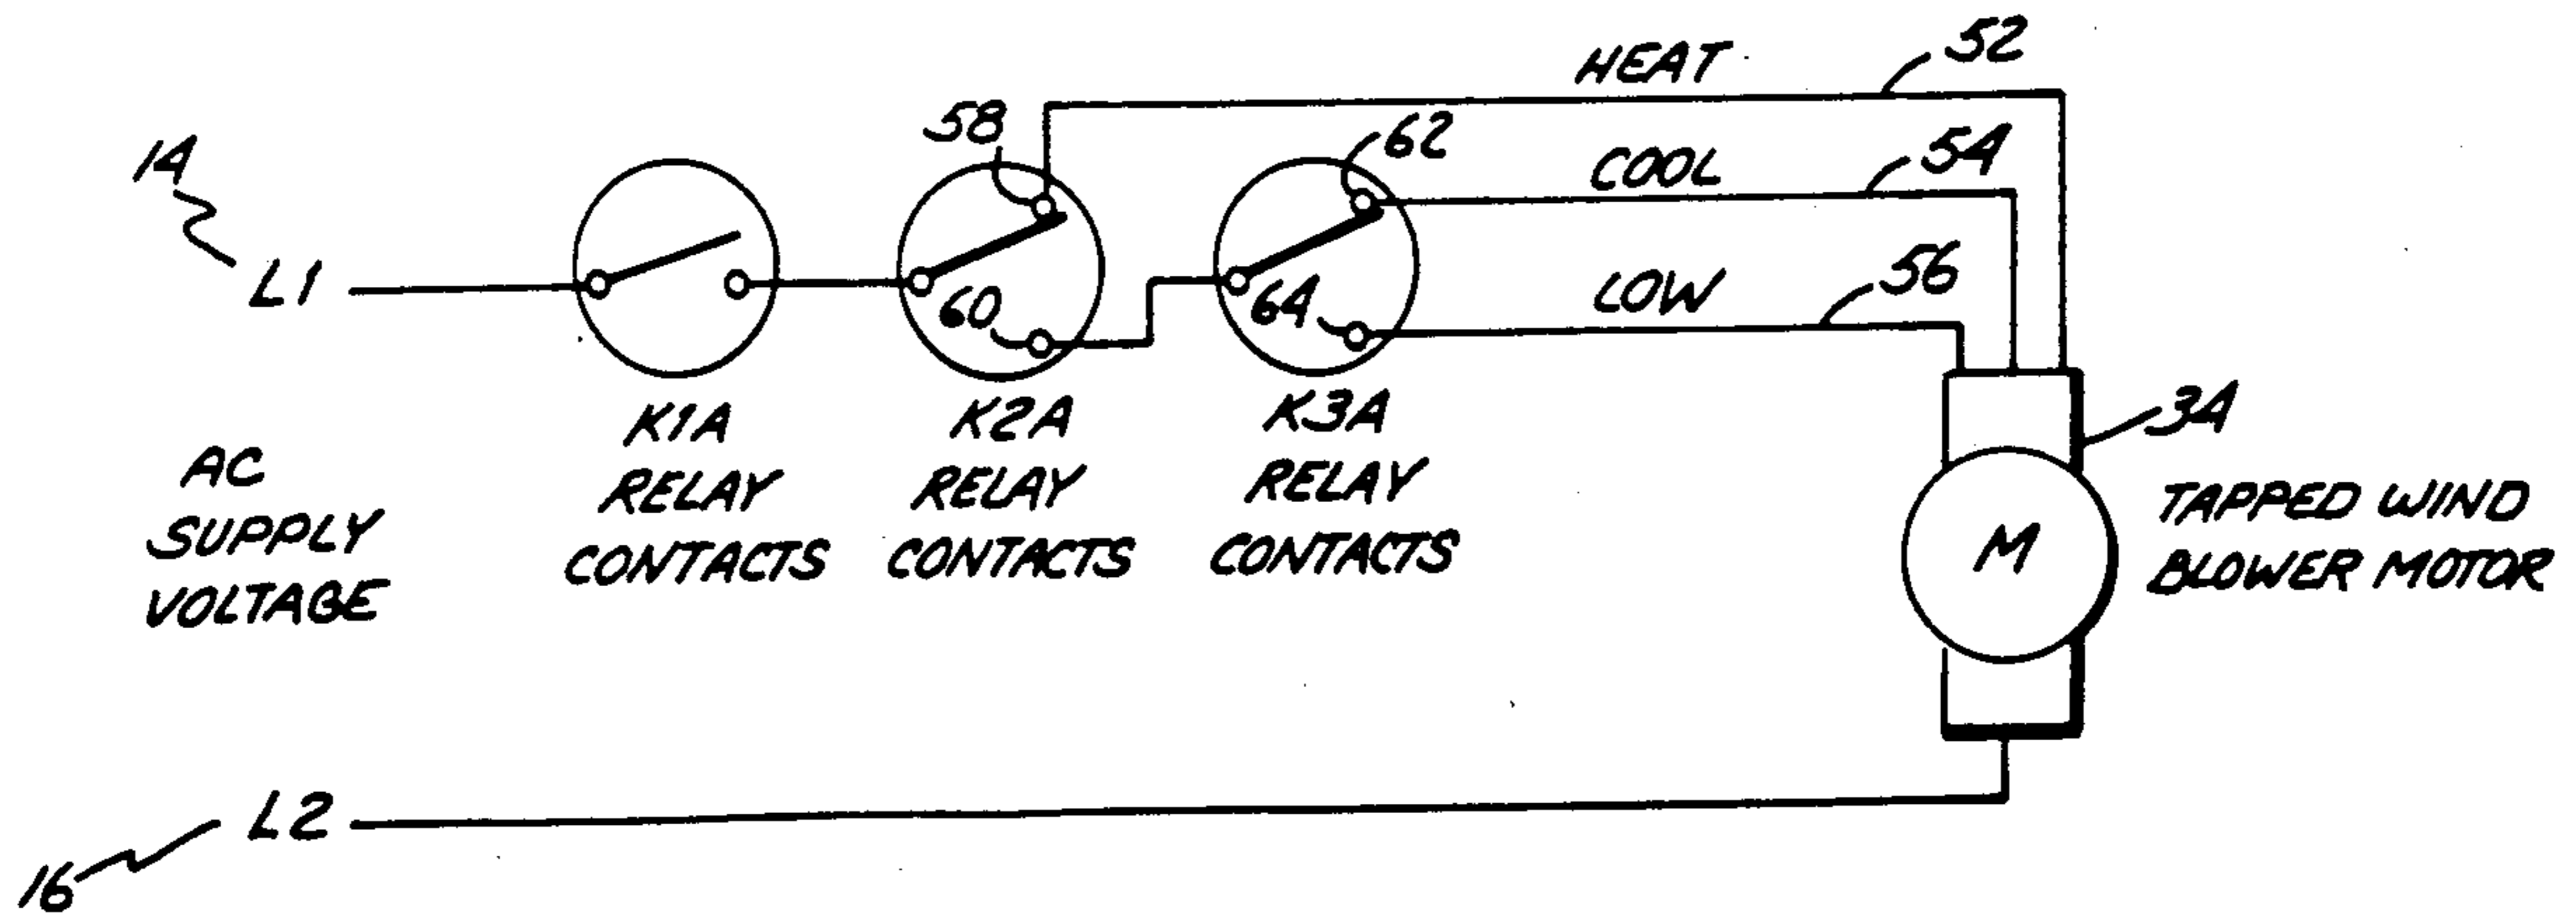 52
HEAT
58
62
54
14
COOL
L1
60
64
LOW
56
K1A
RELAY
CONTACTS
K2A
RELAY
CONTACTS
K3A
RELAY
CONTACTS
34
AC
SUPPLY
VOLTAGE
M
TAPPED WIND
BLOWER MOTOR
L2
16